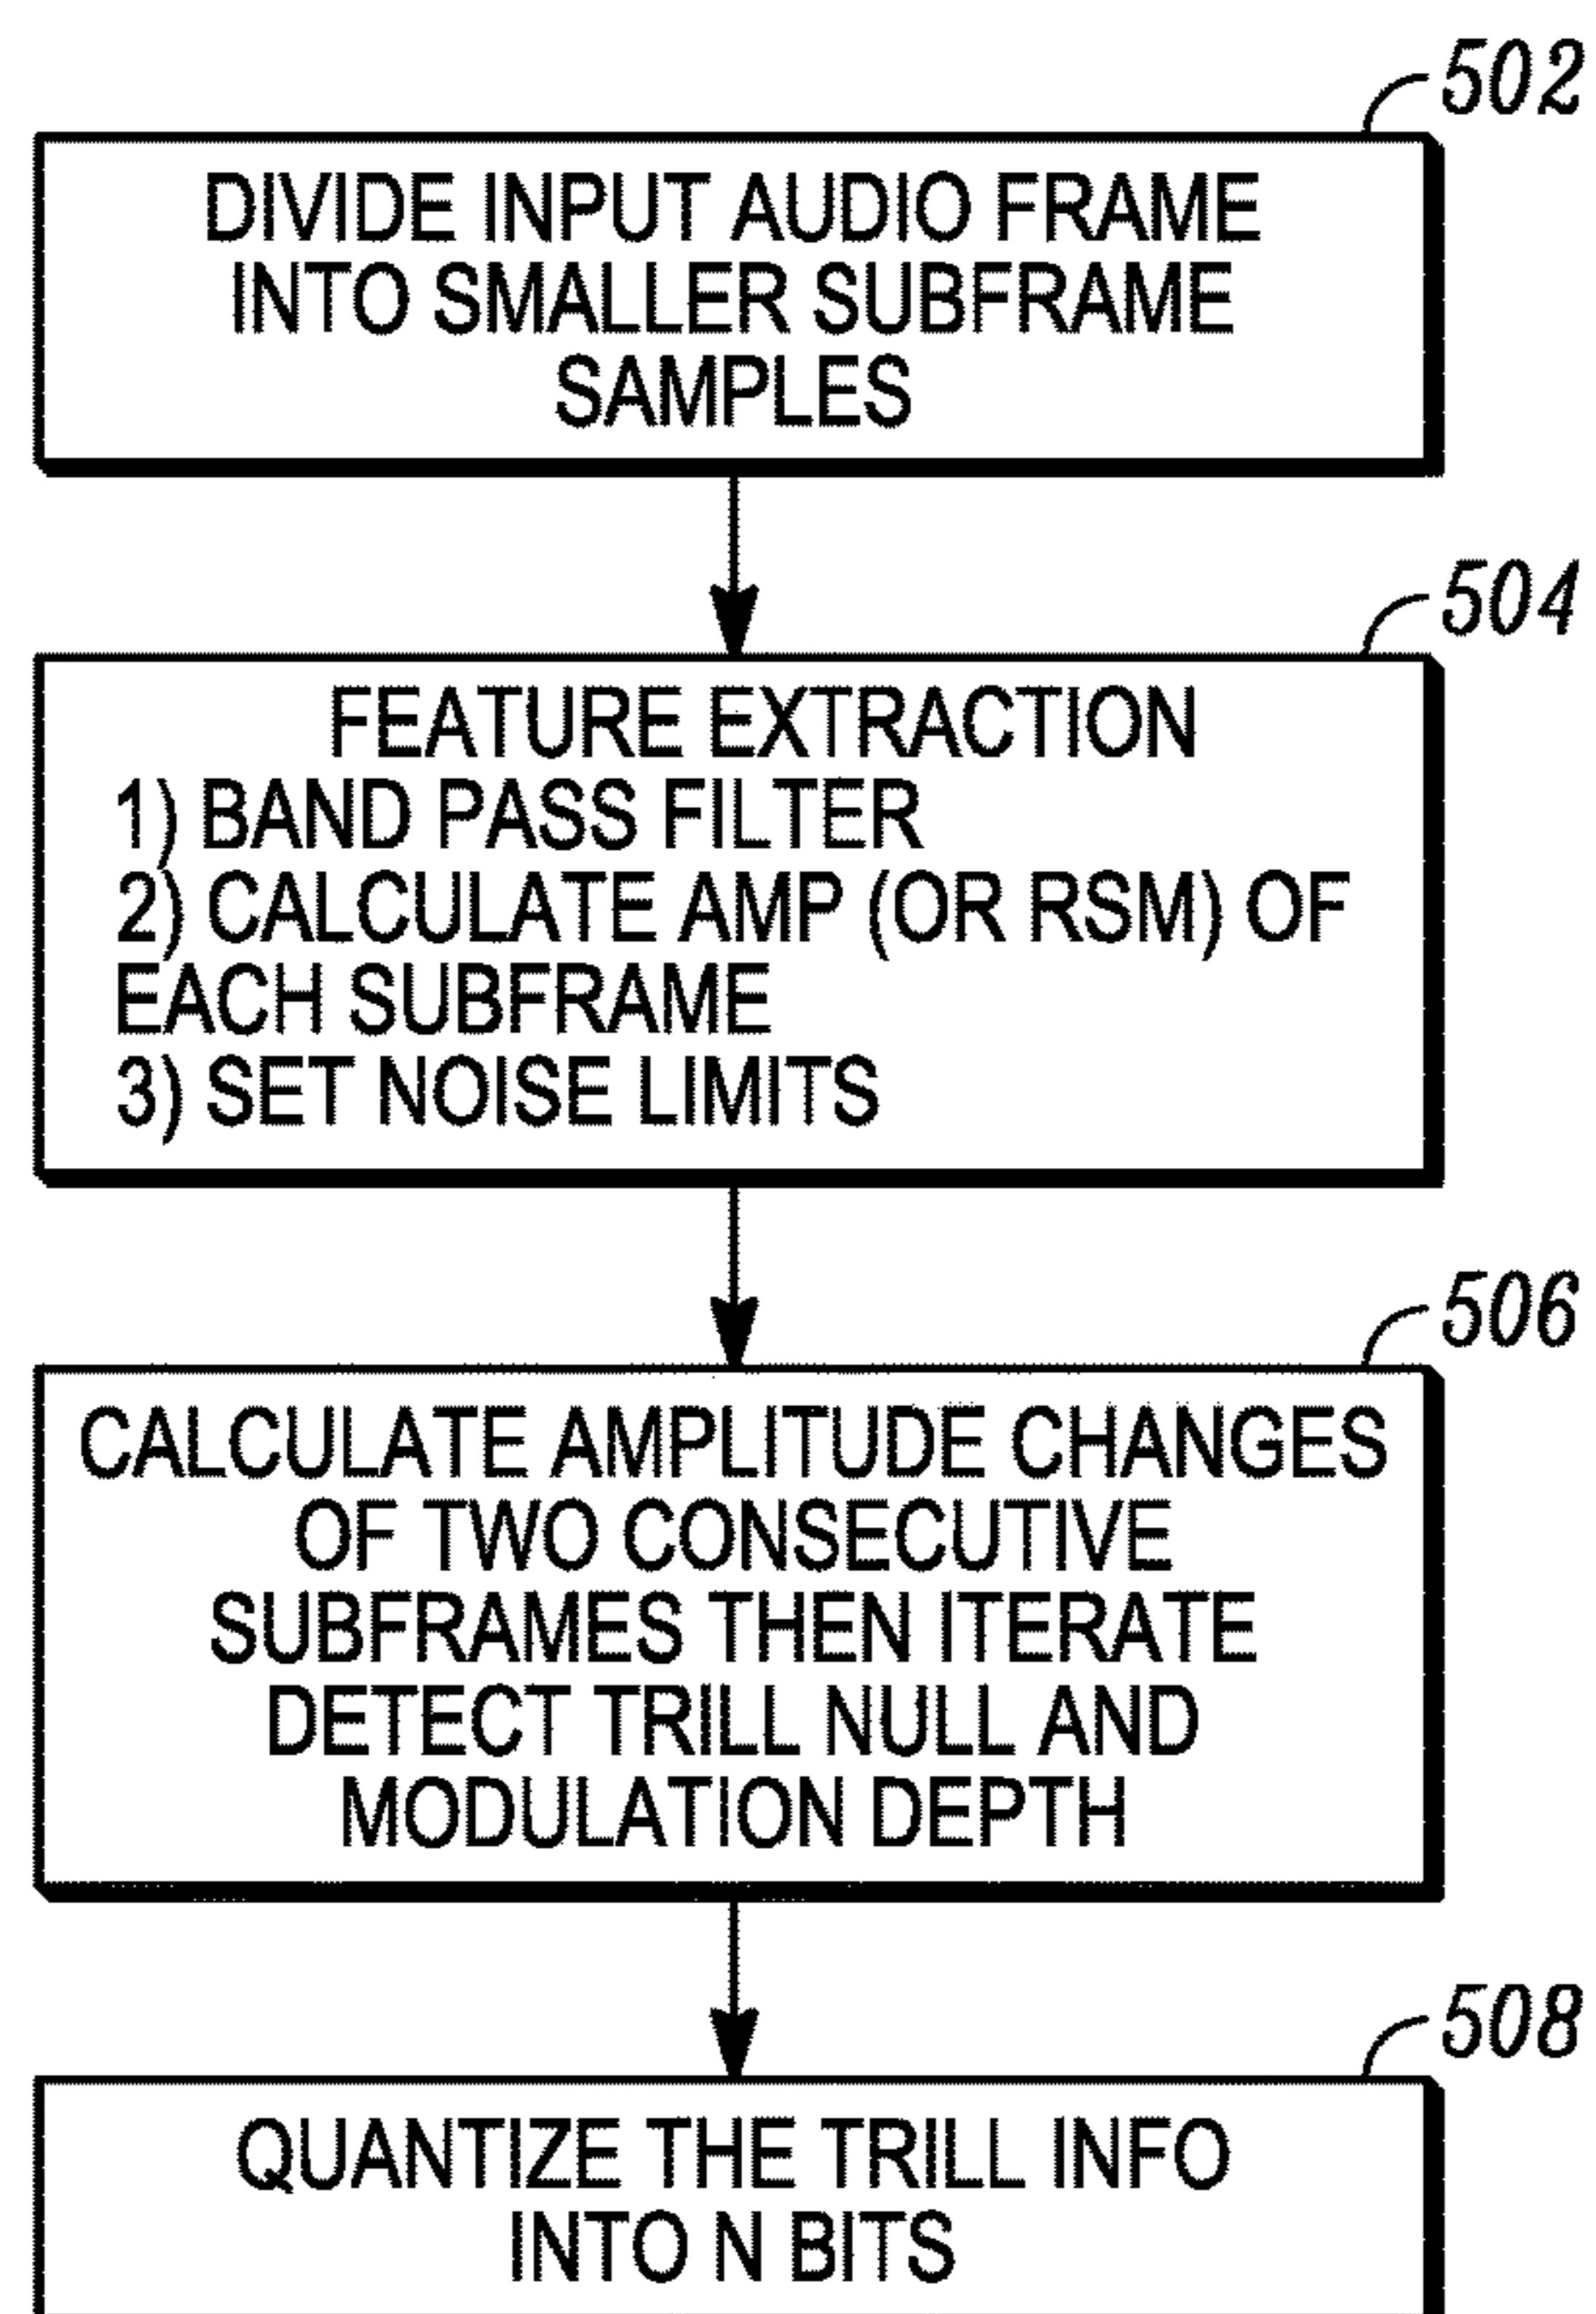 502
DIVIDE INPUT AUDIO FRAME
INTO SMALLER SUBFRAME
SAMPLES
504
FEATURE EXTRACTION
1) BAND PASS FILTER
2) CALCULATE AMP (OR RSM) OF
EACH SUBFRAME
3) SET NOISE LIMITS
506
CALCULATE AMPLITUDE CHANGES
OF TWO CONSECUTIVE
SUBFRAMES THEN ITERATE
DETECT TRILL NULL AND
MODULATION DEPTH
508
QUANTIZE THE TRILL INFO
INTO N BITS